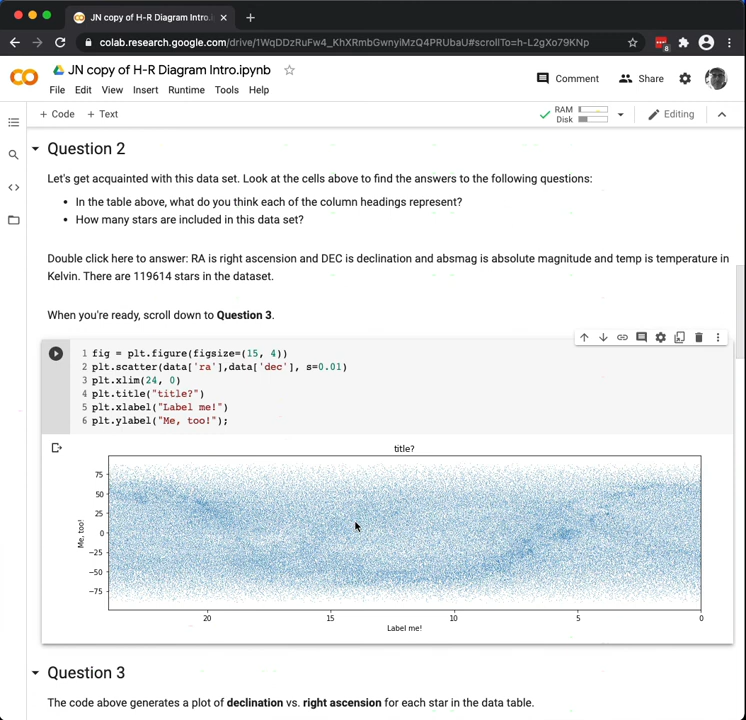 JN copy of H-R Diagram Intro.i
colab.research.google.com/drive/1WqDDzRuFw4_KhXRmbGwnyiMzQ4PRUbaU#scrollTo=h-L2gXo79KNp
8
JN copy of H-R Diagram Intro.ipynb
Comment
Share
File Edit View Insert Runtime Tools Help
+ Code + Text
RAM
Disk
Editing
Question 2
Let's get acquainted with this data set. Look at the cells above to find the answers to the following questions:
• In the table above, what do you think each of the column headings represent?
• How many stars are included in this data set?
Double click here to answer: RA is right ascension and DEC is declination and absmag is absolute magnitude and temp is temperature in
Kelvin. There are 119614 stars in the dataset.
When you're ready, scroll down to Question 3.
1 fig = plt.figure(figsize=(15, 4))
2 plt.scatter(data['ra'],data['dec'], s=0.01)
3 plt.xlim(24, 0)
4 plt.title("title?")
5 plt.xlabel("Label me!")
6 plt.ylabel("Me, too!");
title?
75
50
25
0
−25
−50
−75
Me, too!
20 15 10 5 0
Label me!
Question 3
The code above generates a plot of declination vs. right ascension for each star in the data table.